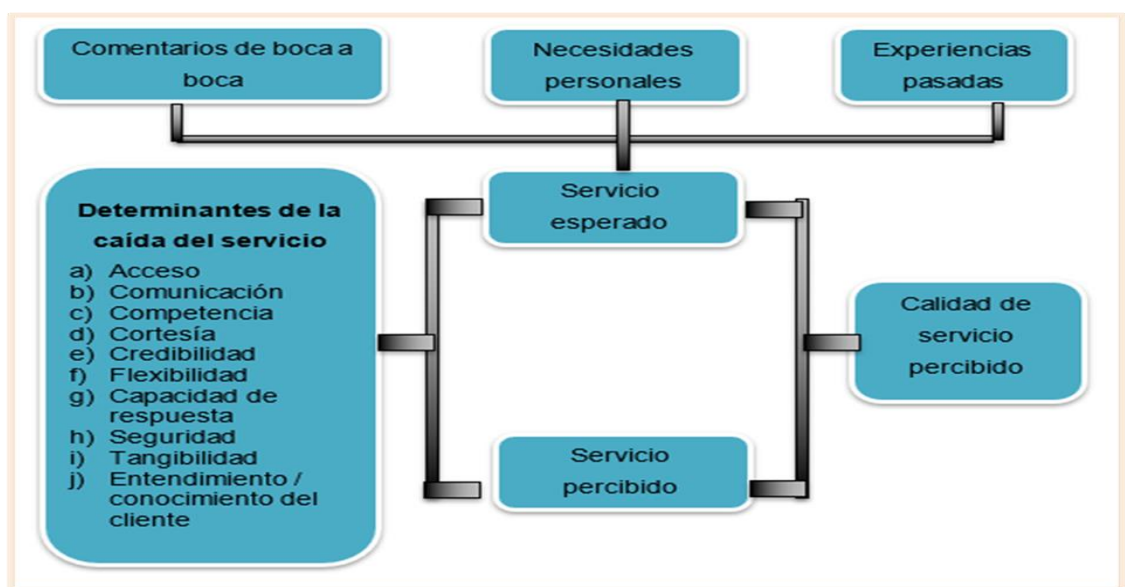 Comentarios de boca a
boca
Necesidades
personales
Experiencias
pasadas
Determinantes de la
caída del servicio
a) Acceso
b) Comunicación
c) Competencia
d) Cortesía
e) Credibilidad
f) Flexibilidad
g) Capacidad de
respuesta
h) Seguridad
i) Tangibilidad
j) Entendimiento /
conocimiento del
cliente
Servicio
esperado
Servicio
percibido
Calidad de
servicio
percibido